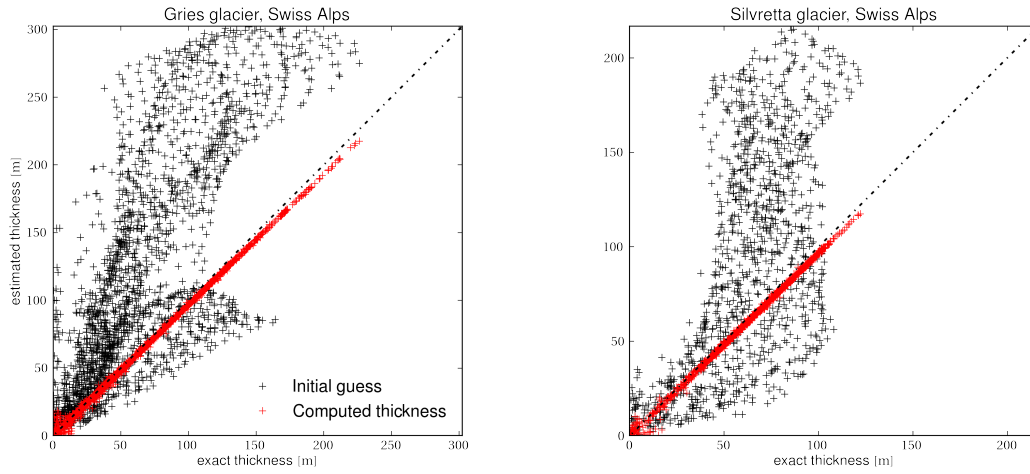 Gries glacier, Swiss Alps
300
250
200
150
100
50
0
estimated thickness [m]
Initial guess
Computed thickness
0 50 100 150 200 250 300
exact thickness [m]
Silvretta glacier, Swiss Alps
200
150
100
50
0
0 50 100 150 200
exact thickness [m]